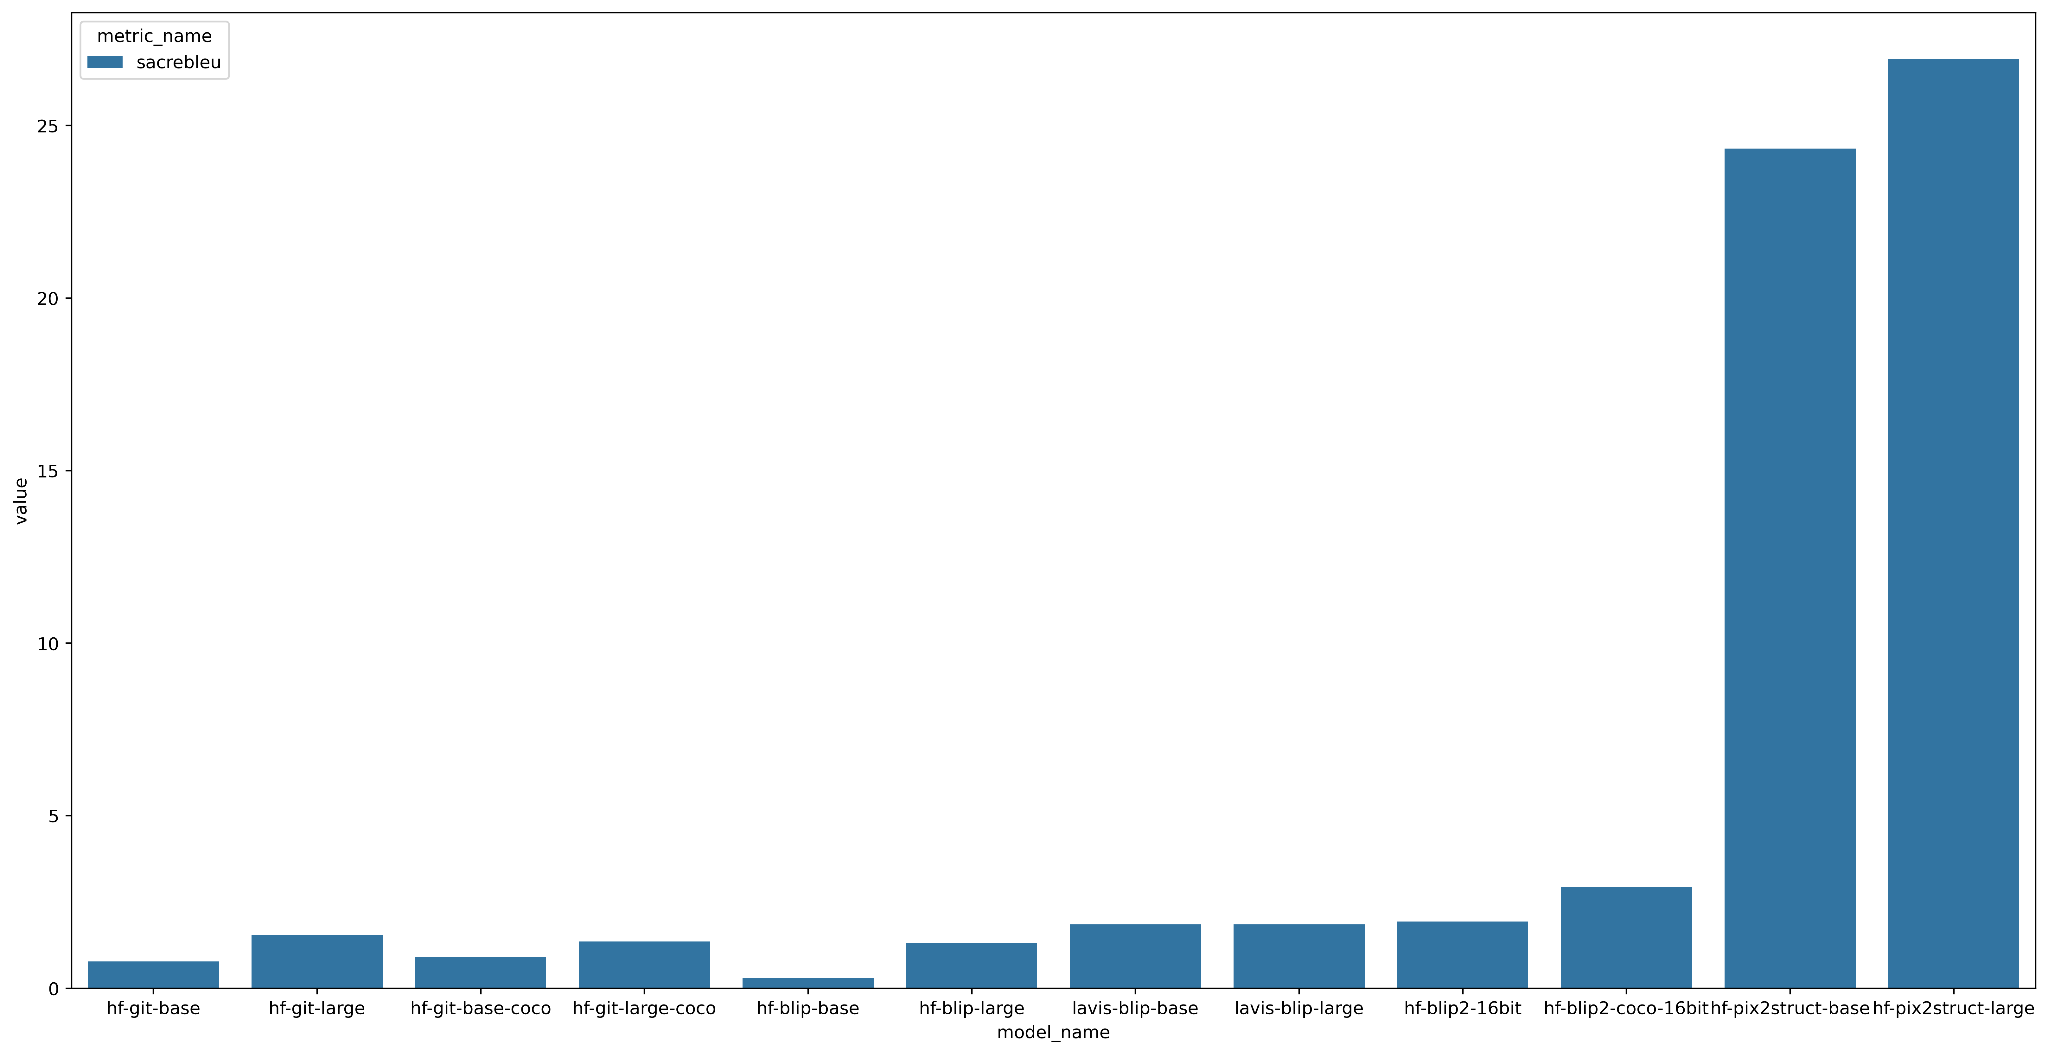 metric_name
sacrebleu
25
20
15
10
5
0
value
hf-git-base hf-git-large hf-git-base-coco hf-git-large-coco hf-blip-base hf-blip-large lavis-blip-base lavis-blip-large hf-blip2-16bit hf-blip2-coco-16bit hf-pix2struct-base hf-pix2struct-large
model_name